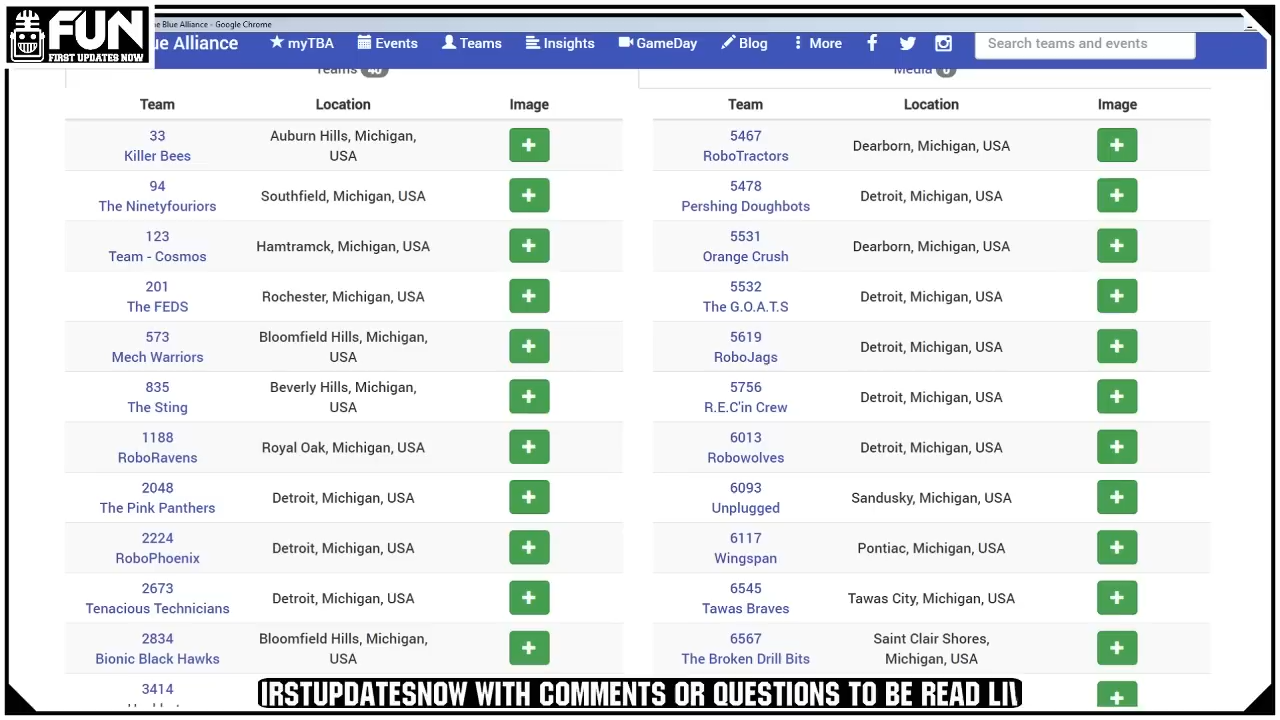 FUN
FIRST UPDATES NOW
e Blue Alliance - Google Chrome
ue Alliance
myTBA
Events
Teams
Insights
GameDay
Blog
More
Search teams and events
Teams 40
Media 0
Team Location Image
33
Killer Bees
Auburn Hills, Michigan,
USA
94
The Ninetyfouriors
Southfield, Michigan, USA
123
Team - Cosmos
Hamtramck, Michigan, USA
201
The FEDS
Rochester, Michigan, USA
573
Mech Warriors
Bloomfield Hills, Michigan,
USA
835
The Sting
Beverly Hills, Michigan,
USA
1188
RoboRavens
Royal Oak, Michigan, USA
2048
The Pink Panthers
Detroit, Michigan, USA
2224
RoboPhoenix
Detroit, Michigan, USA
2673
Tenacious Technicians
Detroit, Michigan, USA
2834
Bionic Black Hawks
Bloomfield Hills, Michigan,
USA
3414
Team Location Image
5467
RoboTractors
Dearborn, Michigan, USA
5478
Pershing Doughbots
Detroit, Michigan, USA
5531
Orange Crush
Dearborn, Michigan, USA
5532
The G.O.A.T.S
Detroit, Michigan, USA
5619
RoboJags
Detroit, Michigan, USA
5756
R.E.C'in Crew
Detroit, Michigan, USA
6013
Robowolves
Detroit, Michigan, USA
6093
Unplugged
Sandusky, Michigan, USA
6117
Wingspan
Pontiac, Michigan, USA
6545
Tawas Braves
Tawas City, Michigan, USA
6567
The Broken Drill Bits
Saint Clair Shores,
Michigan, USA
IRSTUPDATESNOW WITH COMMENTS OR QUESTIONS TO BE READ LI